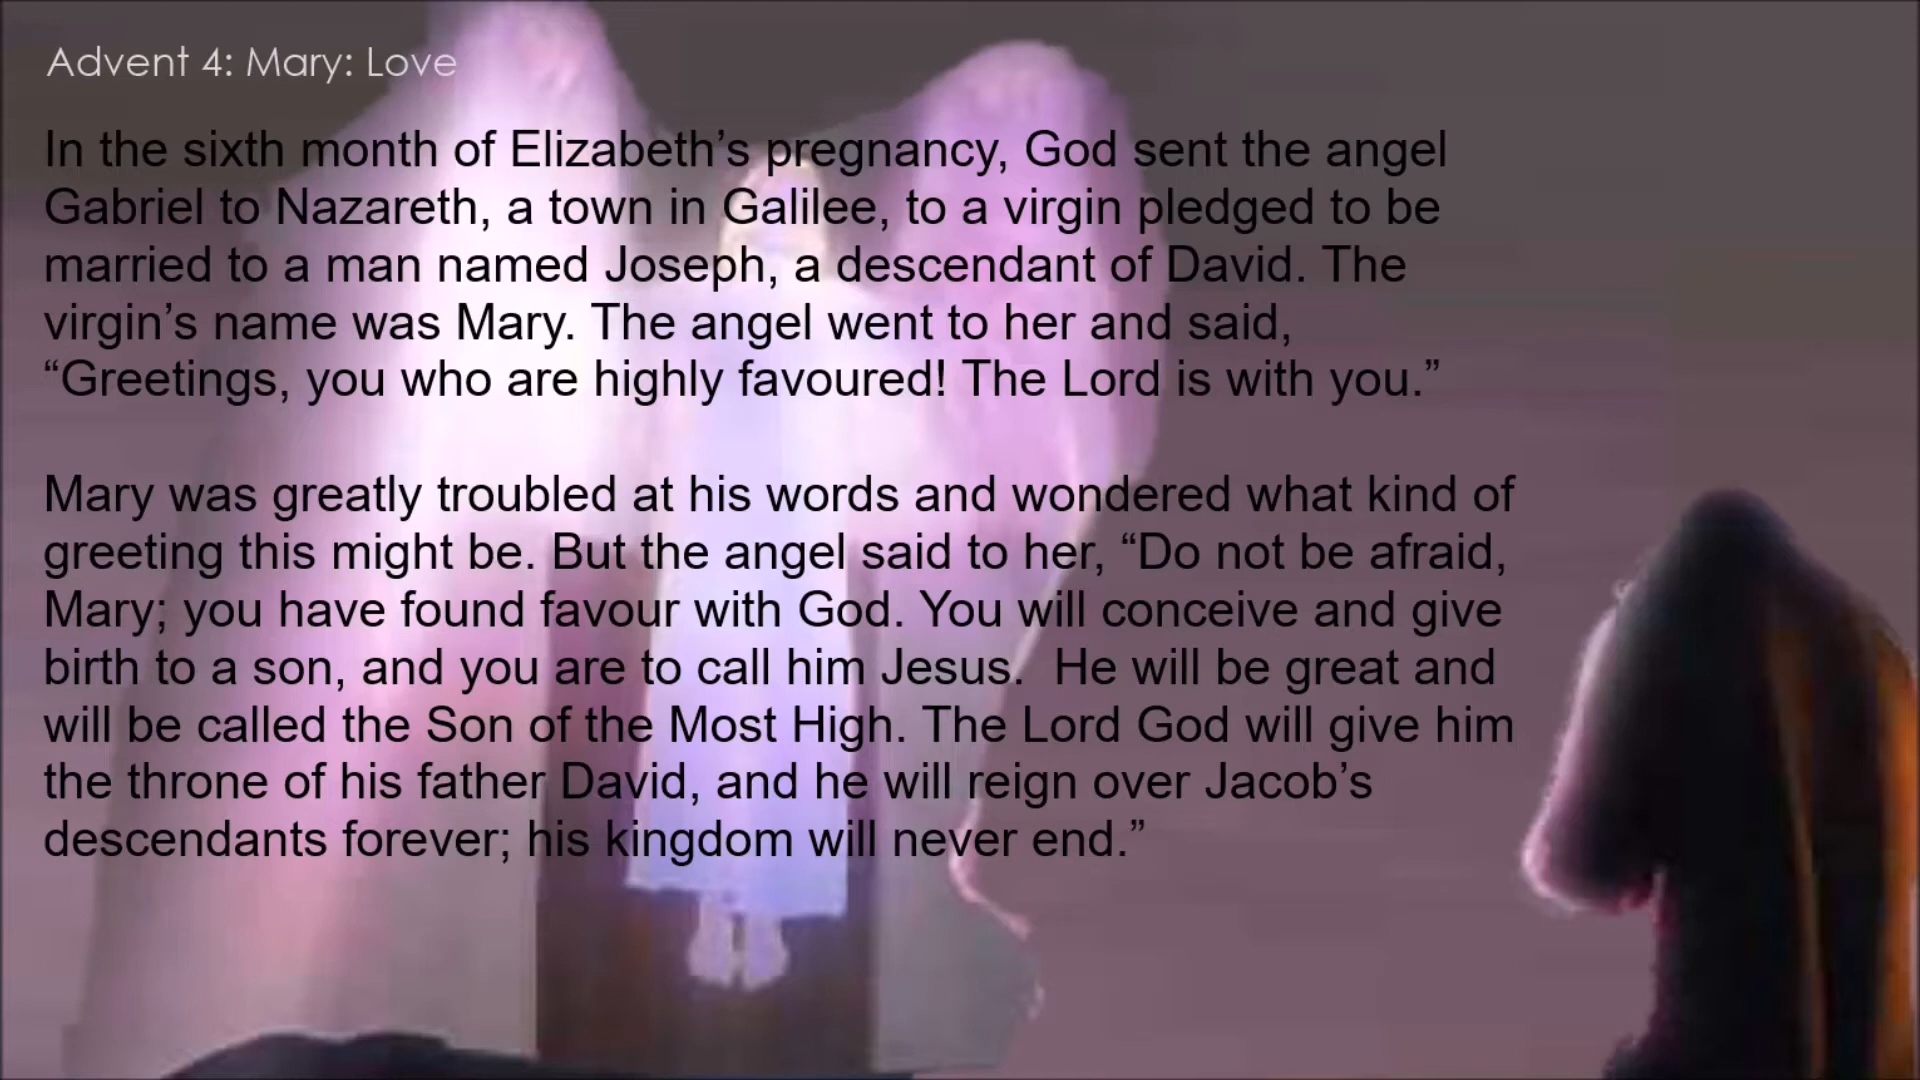 Advent 4: Mary: Love
In the sixth month of Elizabeth’s pregnancy, God sent the angel
Gabriel to Nazareth, a town in Galilee, to a virgin pledged to be
married to a man named Joseph, a descendant of David. The
virgin’s name was Mary. The angel went to her and said,
“Greetings, you who are highly favoured! The Lord is with you.”
Mary was greatly troubled at his words and wondered what kind of
greeting this might be. But the angel said to her, “Do not be afraid,
Mary; you have found favour with God. You will conceive and give
birth to a son, and you are to call him Jesus.  He will be great and
will be called the Son of the Most High. The Lord God will give him
the throne of his father David, and he will reign over Jacob’s
descendants forever; his kingdom will never end.”